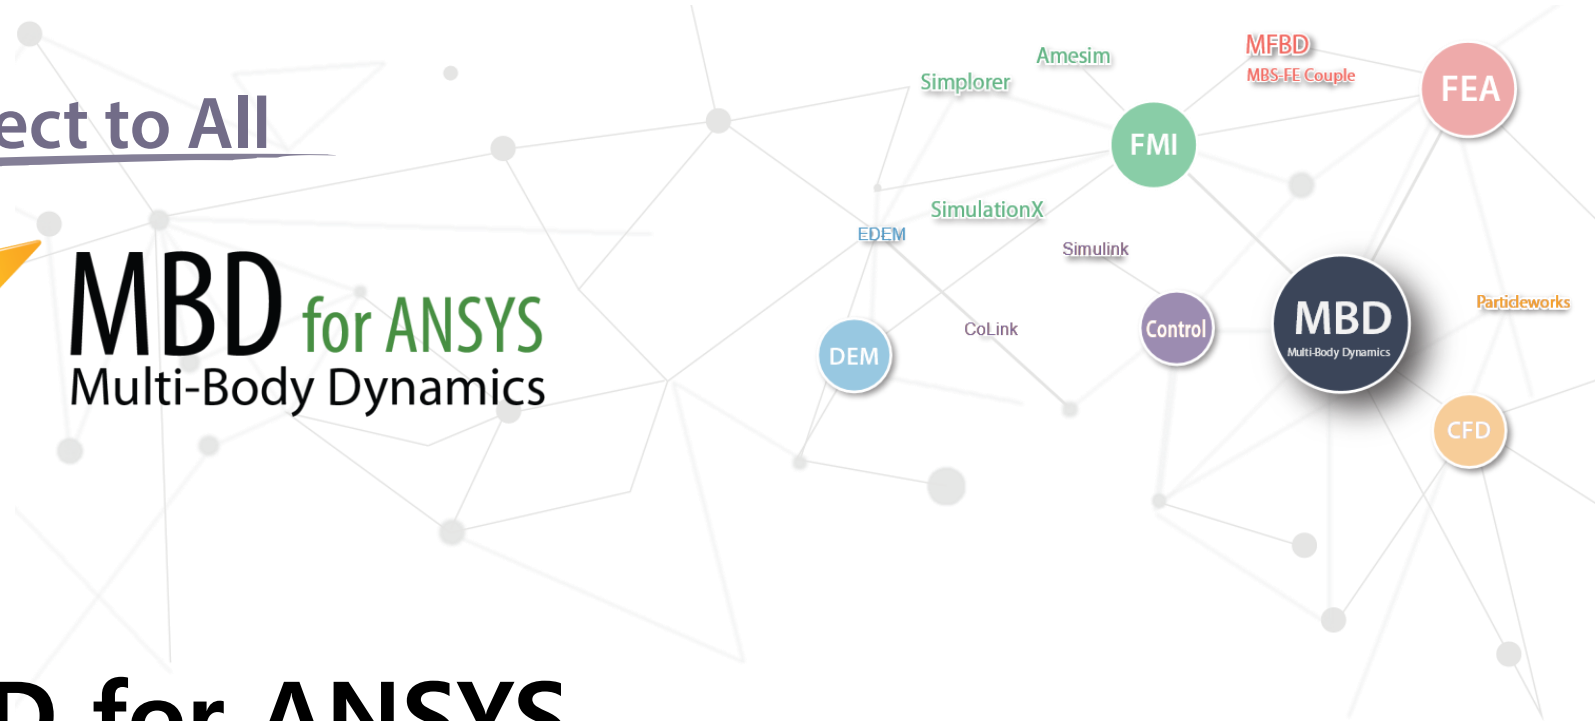 ect to All
MBD for ANSYS
Multi-Body Dynamics
Amesim
Simplorer
MFBD
MBS-FE Couple
FEA
FMI
SimulationX
EDEM
Simulink
DEM
CoLink
Control
MBD
Multi-Body Dynamics
Particleworks
CFD
D for ANSYS